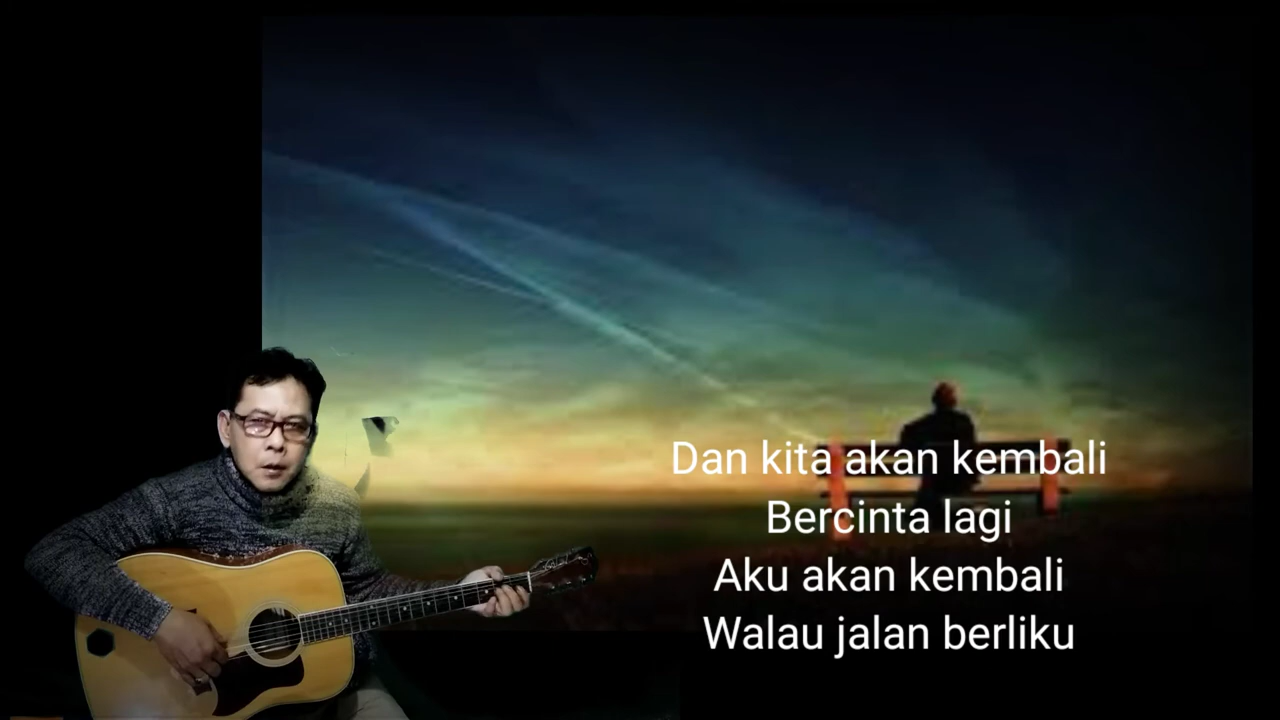 Dan kita akan kembali
Bercinta lagi
Aku akan kembali
Walau jalan berliku